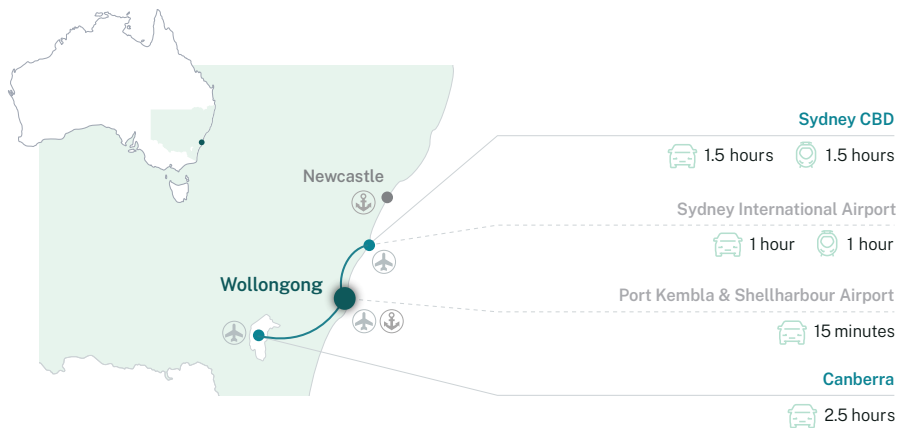 Sydney CBD
1.5 hours 1.5 hours
Newcastle
Sydney International Airport
1 hour 1 hour
Wollongong
Port Kembla & Shellharbour Airport
15 minutes
Canberra
2.5 hours